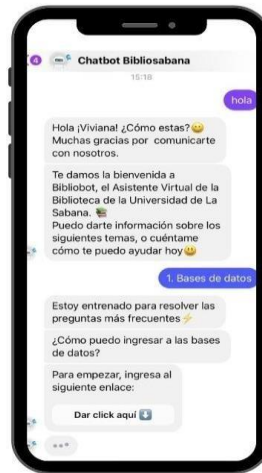 4
Chatbot Bibliosabana
15:18
hola
Hola ¡Viviana! ¿Cómo estas?😀
Muchas gracias por comunicarte
con nosotros.
Te damos la bienvenida a
Bibliobot, el Asistente Virtual de la
Biblioteca de la Universidad de La
Sabana. 📚
Puedo darte información sobre los
siguientes temas, o cuéntame
cómo te puedo ayudar hoy😀
1. Bases de datos
Estoy entrenado para resolver las
preguntas más frecuentes⚡
¿Cómo puedo ingresar a las bases
de datos?
Para empezar, ingresa al
siguiente enlace:
Dar click aquí ⬇️